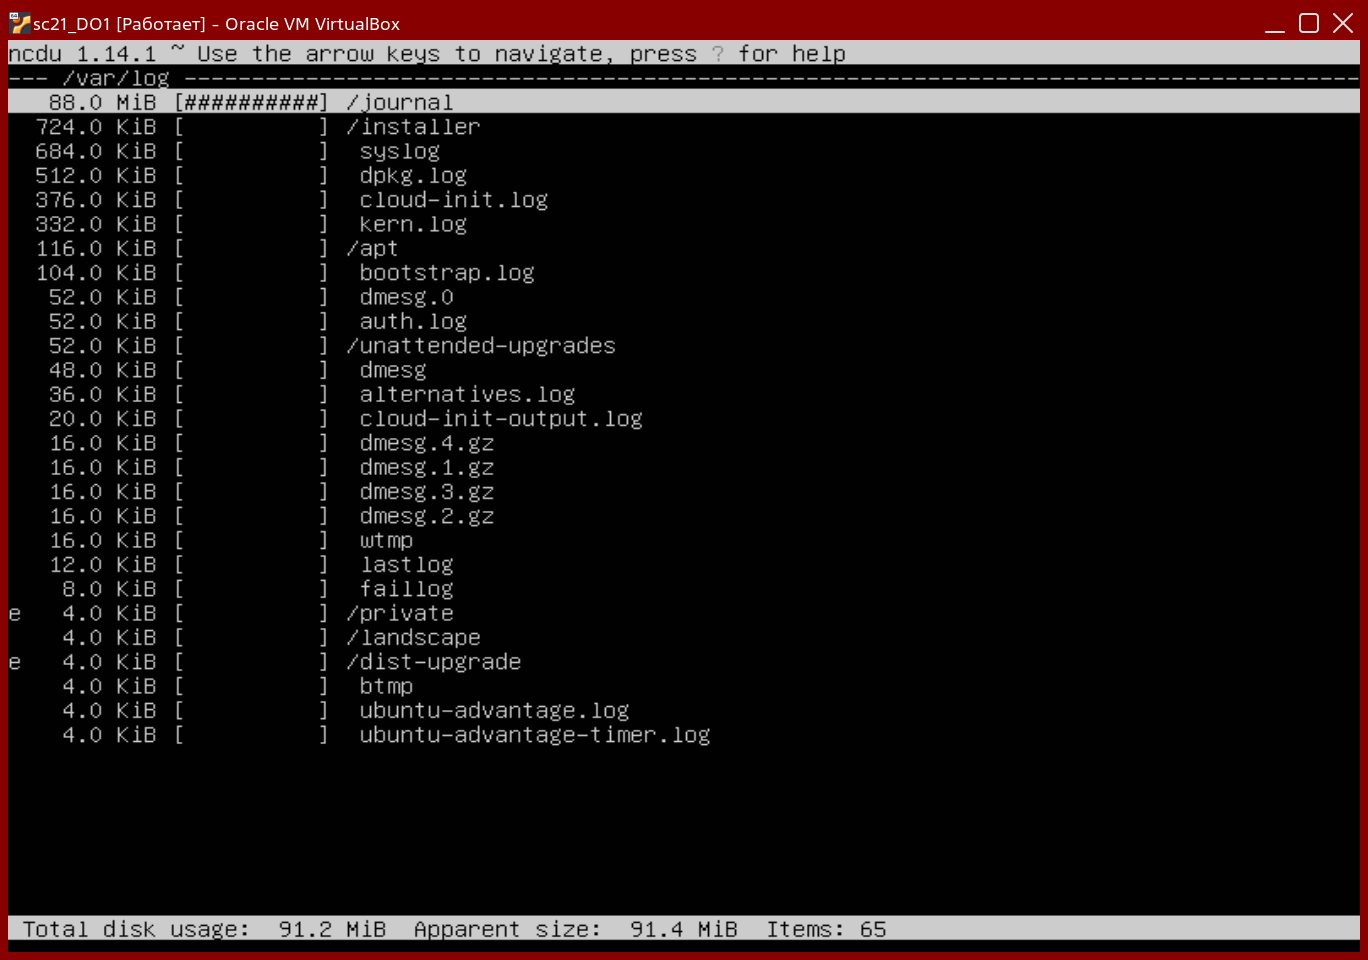 sc21_DO1 [Работает] - Oracle VM VirtualBox
ncdu 1.14.1 ~ Use the arrow keys to navigate, press ? for help
--- /var/log ---------------------------------------------------------------------------------------
88.0 MiB [##########] /journal
724.0 KiB [          ] /installer
684.0 KiB [          ]  syslog
512.0 KiB [          ]  dpkg.log
376.0 KiB [          ]  cloud-init.log
332.0 KiB [          ]  kern.log
116.0 KiB [          ] /apt
104.0 KiB [          ]  bootstrap.log
52.0 KiB [          ]  dmesg.0
52.0 KiB [          ]  auth.log
52.0 KiB [          ] /unattended-upgrades
48.0 KiB [          ]  dmesg
36.0 KiB [          ]  alternatives.log
20.0 KiB [          ]  cloud-init-output.log
16.0 KiB [          ]  dmesg.4.gz
16.0 KiB [          ]  dmesg.1.gz
16.0 KiB [          ]  dmesg.3.gz
16.0 KiB [          ]  dmesg.2.gz
16.0 KiB [          ]  wtmp
12.0 KiB [          ]  lastlog
8.0 KiB [          ]  faillog
e   4.0 KiB [          ] /private
4.0 KiB [          ] /landscape
e   4.0 KiB [          ] /dist-upgrade
4.0 KiB [          ]  btmp
4.0 KiB [          ]  ubuntu-advantage.log
4.0 KiB [          ]  ubuntu-advantage-timer.log
Total disk usage:  91.2 MiB  Apparent size:  91.4 MiB  Items: 65